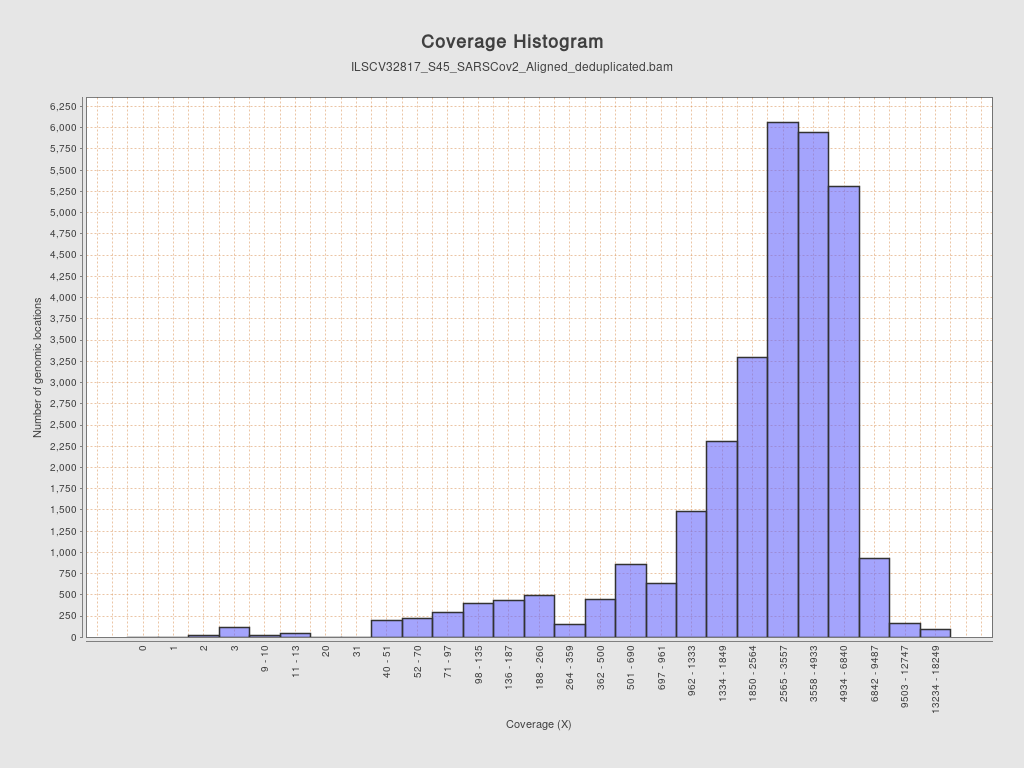 Coverage Histogram
ILSCV32817_S45_SARSCov2_Aligned_deduplicated.bam
Number of genomic locations
6,250
6,000
5,750
5,500
5,250
5,000
4,750
4,500
4,250
4,000
3,750
3,500
3,250
3,000
2,750
2,500
2,250
2,000
1,750
1,500
1,250
1,000
750
500
250
0
0
1
2
3
9 - 10
11 - 13
20
31
40 - 51
52 - 70
71 - 97
98 - 135
136 - 187
188 - 260
264 - 359
362 - 500
501 - 690
697 - 961
962 - 1333
1334 - 1849
1850 - 2564
2565 - 3557
3558 - 4933
4934 - 6840
6842 - 9487
9503 - 12747
13234 - 18249
Coverage (X)